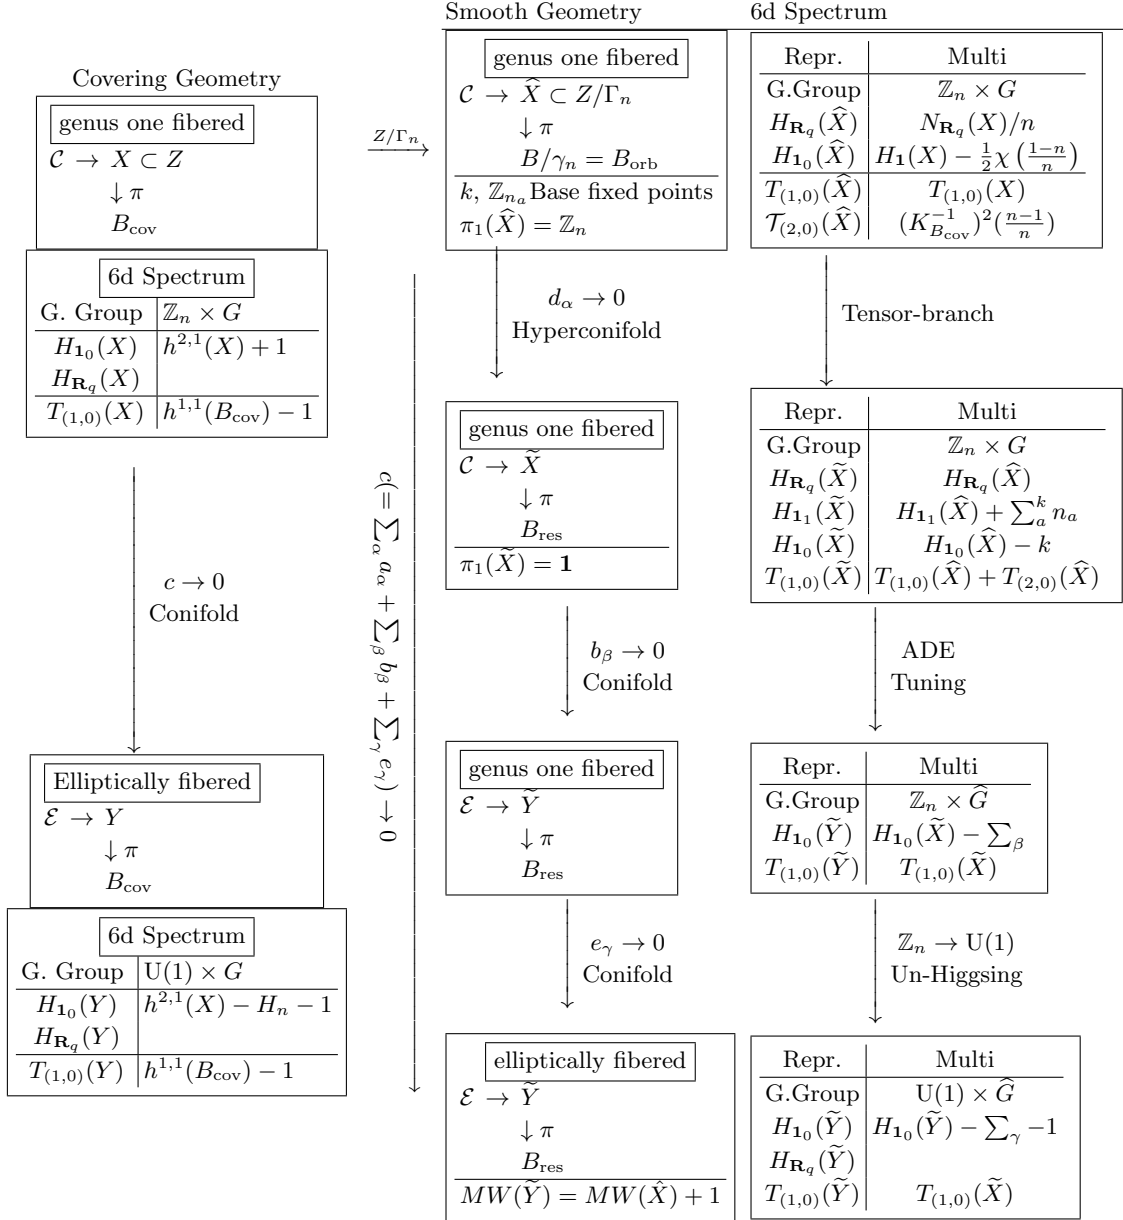 Smooth Geometry 6d Spectrum
Covering Geometry
genus one fibered
𝒞 → X ⊂ Z
↓ π
B_cov
6d Spectrum
G. Group | ℤ_n × G
H_{𝟏_0}(X) | h^{2,1}(X) + 1
H_{𝐑_q}(X)
T_{(1,0)}(X) | h^{1,1}(B_cov) − 1
c → 0
Conifold
Elliptically fibered
ℰ → Y
↓ π
B_cov
6d Spectrum
G. Group | U(1) × G
H_{𝟏_0}(Y) | h^{2,1}(X) − H_n − 1
H_{𝐑_q}(Y)
T_{(1,0)}(Y) | h^{1,1}(B_cov) − 1
Z/Γ_n
c(= ∑_α a_α + ∑_β b_β + ∑_γ e_γ) → 0
genus one fibered
𝒞 → X̂ ⊂ Z/Γ_n
↓ π
B/γ_n = B_orb
k, ℤ_{n_a} Base fixed points
π_1(X̂) = ℤ_n
d_α → 0
Hyperconifold
genus one fibered
𝒞 → X̃
↓ π
B_res
π_1(X̃) = 𝟏
b_β → 0
Conifold
genus one fibered
ℰ → Ỹ
↓ π
B_res
e_γ → 0
Conifold
elliptically fibered
ℰ → Ỹ
↓ π
B_res
MW(Ỹ) = MW(X̂) + 1
Repr. | Multi
G.Group | ℤ_n × G
H_{𝐑_q}(X̂) | N_{𝐑_q}(X)/n
H_{𝟏_0}(X̂) | H_𝟏(X) − ½χ((1−n)/n)
T_{(1,0)}(X̂) | T_{(1,0)}(X)
𝒯_{(2,0)}(X̂) | (K^{−1}_{B_cov})^2((n−1)/n)
Tensor-branch
Repr. | Multi
G.Group | ℤ_n × G
H_{𝐑_q}(X̃) | H_{𝐑_q}(X̂)
H_{𝟏_1}(X̃) | H_{𝟏_1}(X̂) + ∑_a^k n_a
H_{𝟏_0}(X̃) | H_{𝟏_0}(X̂) − k
T_{(1,0)}(X̃) | T_{(1,0)}(X̂) + T_{(2,0)}(X̂)
ADE
Tuning
Repr. | Multi
G.Group | ℤ_n × Ĝ
H_{𝟏_0}(Ỹ) | H_{𝟏_0}(X̃) − ∑_β
T_{(1,0)}(Ỹ) | T_{(1,0)}(X̃)
ℤ_n → U(1)
Un-Higgsing
Repr. | Multi
G.Group | U(1) × Ĝ
H_{𝟏_0}(Ỹ) | H_{𝟏_0}(Ỹ) − ∑_γ −1
H_{𝐑_q}(Ỹ)
T_{(1,0)}(Ỹ) | T_{(1,0)}(X̃)